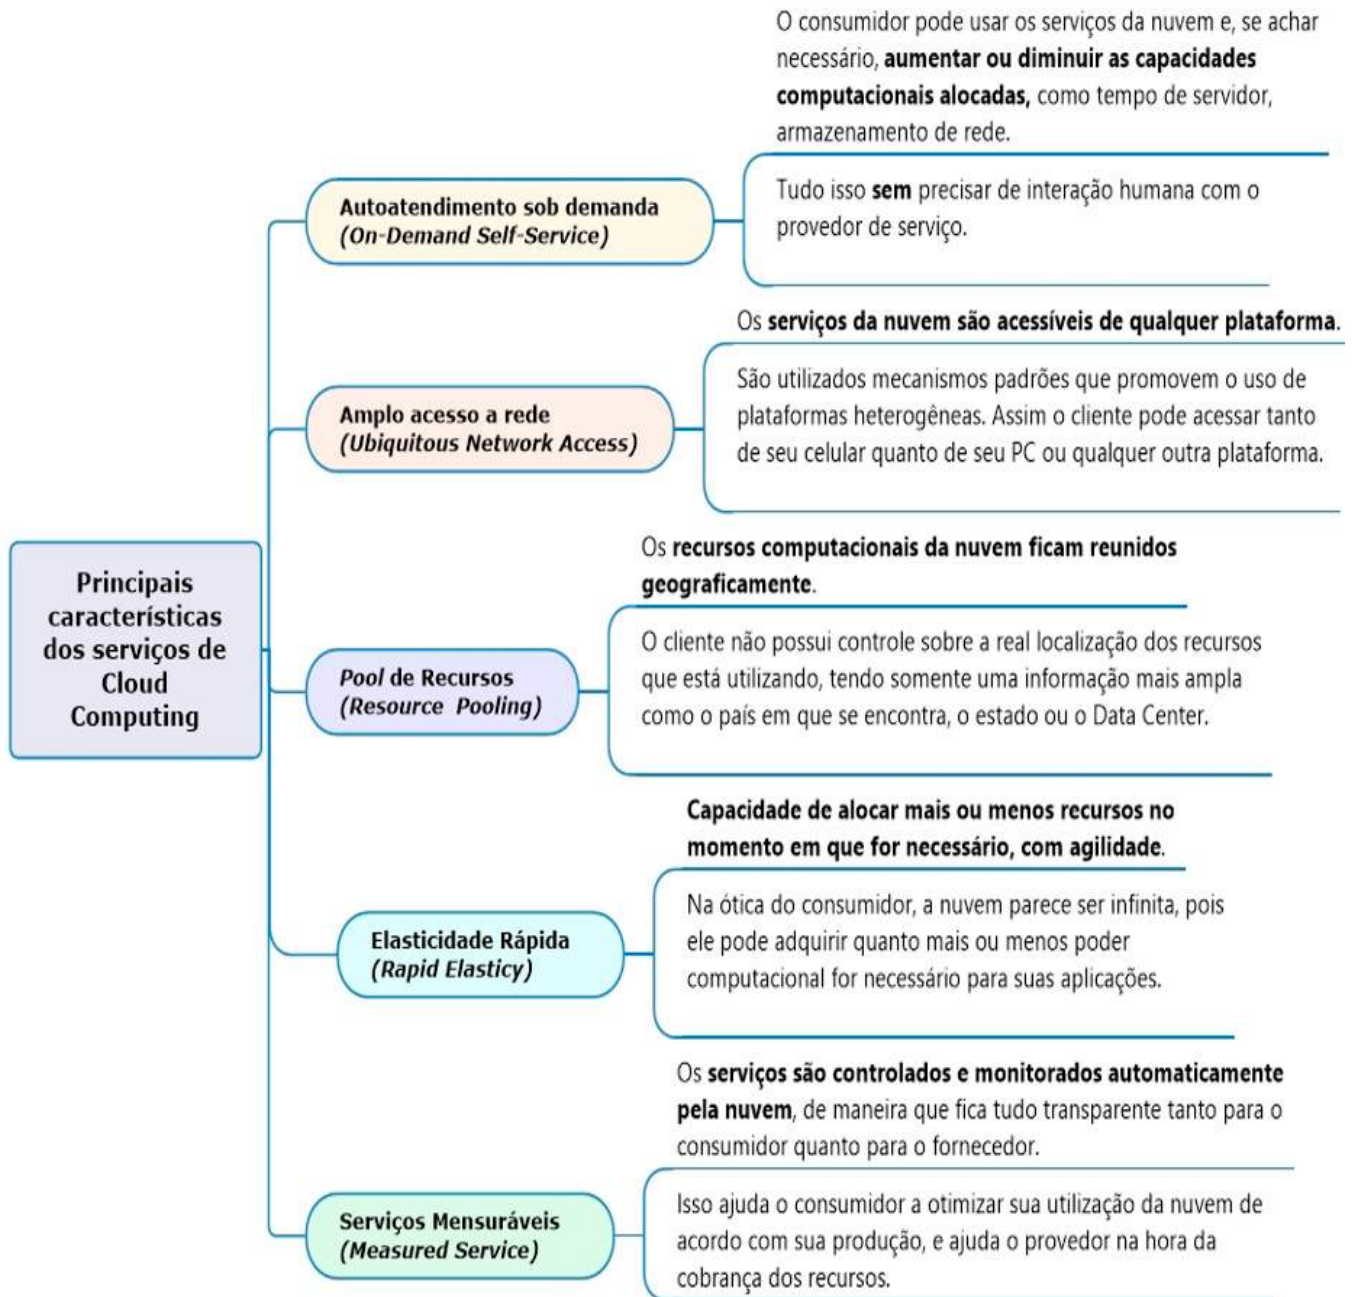 Principais
características
dos serviços de
Cloud
Computing
Autoatendimento sob demanda
(On-Demand Self-Service)
O consumidor pode usar os serviços da nuvem e, se achar
necessário, aumentar ou diminuir as capacidades
computacionais alocadas, como tempo de servidor,
armazenamento de rede.
Tudo isso sem precisar de interação humana com o
provedor de serviço.
Amplo acesso a rede
(Ubiquitous Network Access)
Os serviços da nuvem são acessíveis de qualquer plataforma.
São utilizados mecanismos padrões que promovem o uso de
plataformas heterogêneas. Assim o cliente pode acessar tanto
de seu celular quanto de seu PC ou qualquer outra plataforma.
Pool de Recursos
(Resource Pooling)
Os recursos computacionais da nuvem ficam reunidos
geograficamente.
O cliente não possui controle sobre a real localização dos recursos
que está utilizando, tendo somente uma informação mais ampla
como o país em que se encontra, o estado ou o Data Center.
Elasticidade Rápida
(Rapid Elasticy)
Capacidade de alocar mais ou menos recursos no
momento em que for necessário, com agilidade.
Na ótica do consumidor, a nuvem parece ser infinita, pois
ele pode adquirir quanto mais ou menos poder
computacional for necessário para suas aplicações.
Serviços Mensuráveis
(Measured Service)
Os serviços são controlados e monitorados automaticamente
pela nuvem, de maneira que fica tudo transparente tanto para o
consumidor quanto para o fornecedor.
Isso ajuda o consumidor a otimizar sua utilização da nuvem de
acordo com sua produção, e ajuda o provedor na hora da
cobrança dos recursos.